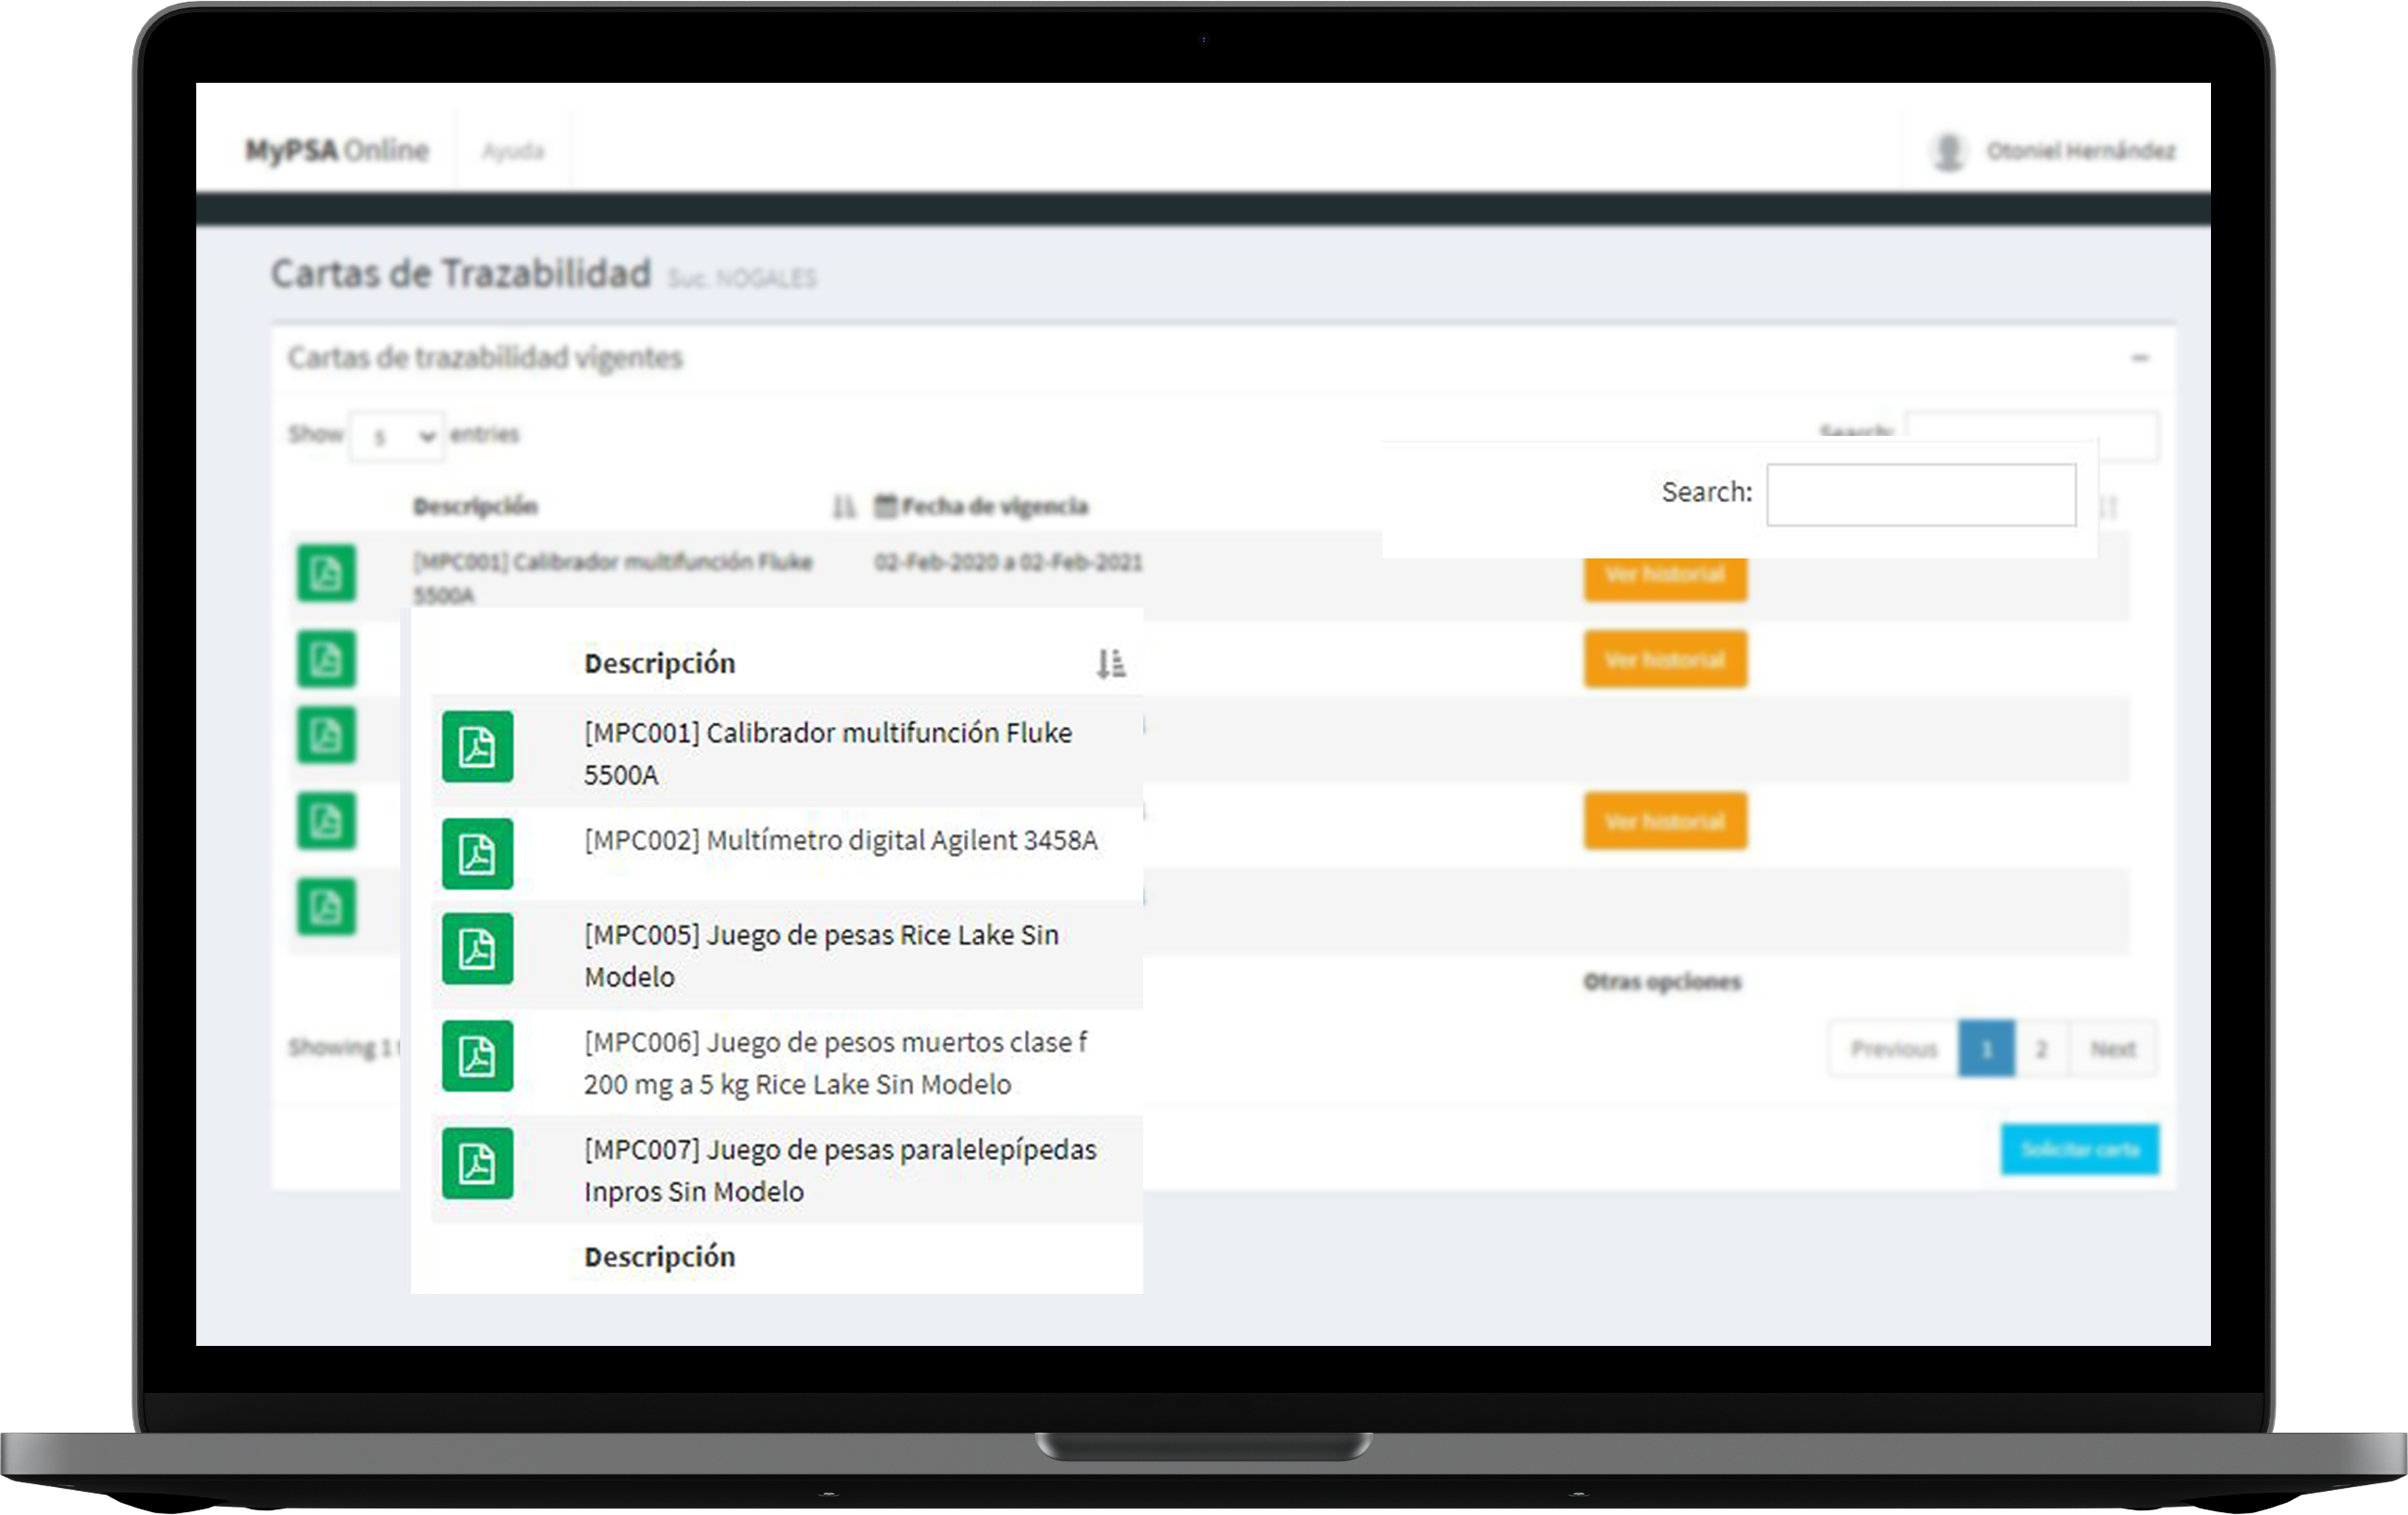 MyPSA Online
Ayuda
Otoniel Hernández
Cartas de Trazabilidad Suc. NOGALES
Cartas de trazabilidad vigentes
Show 5 entries
Search:
Search:
Descripción
Fecha de vigencia
[MPC001] Calibrador multifunción Fluke
5500A
02-Feb-2020 a 02-Feb-2021
Ver historial
Ver historial
Ver historial
Descripción
[MPC001] Calibrador multifunción Fluke
5500A
[MPC002] Multímetro digital Agilent 3458A
[MPC005] Juego de pesas Rice Lake Sin
Modelo
[MPC006] Juego de pesos muertos clase f
200 mg a 5 kg Rice Lake Sin Modelo
[MPC007] Juego de pesas paralelepípedas
Inpros Sin Modelo
Descripción
Otras opciones
Showing 1
Previous 1 2 Next
Solicitar carta